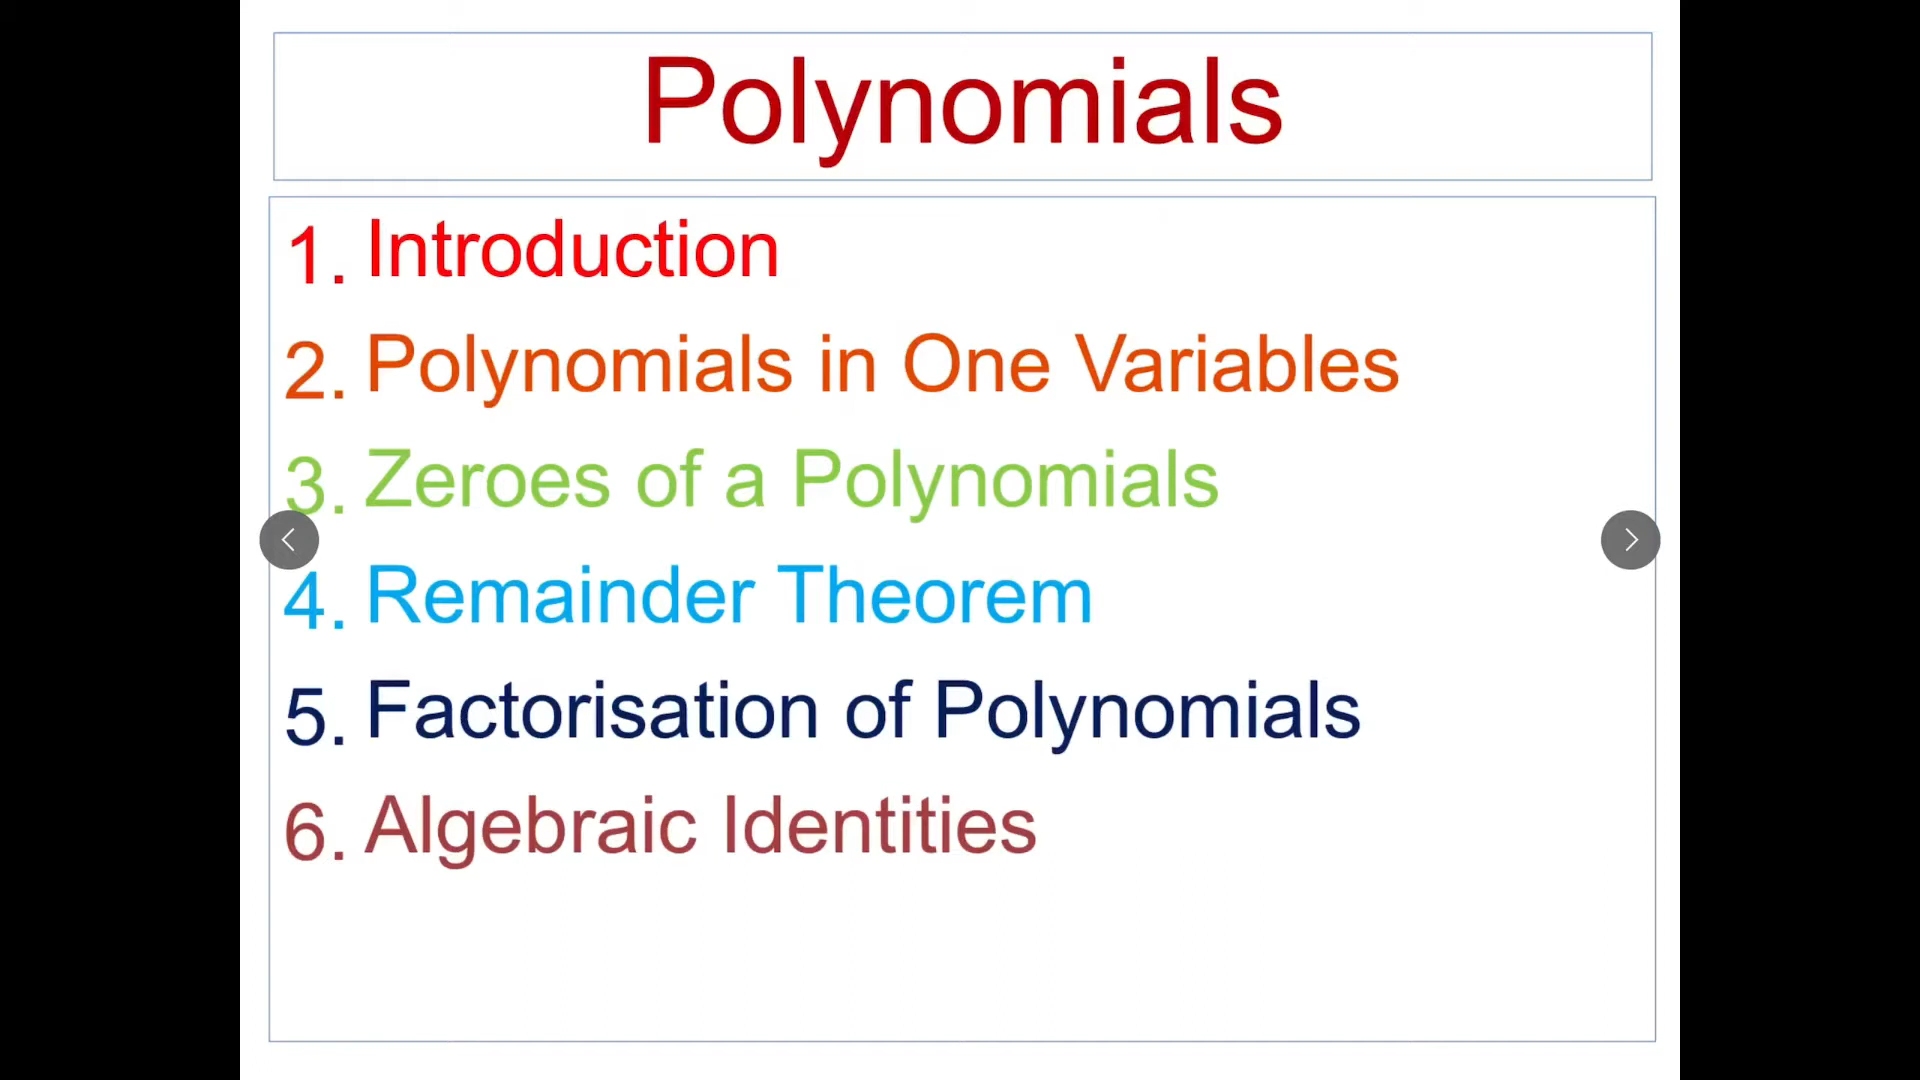 Polynomials
1. Introduction
2. Polynomials in One Variables
3. Zeroes of a Polynomials
4. Remainder Theorem
5. Factorisation of Polynomials
6. Algebraic Identities